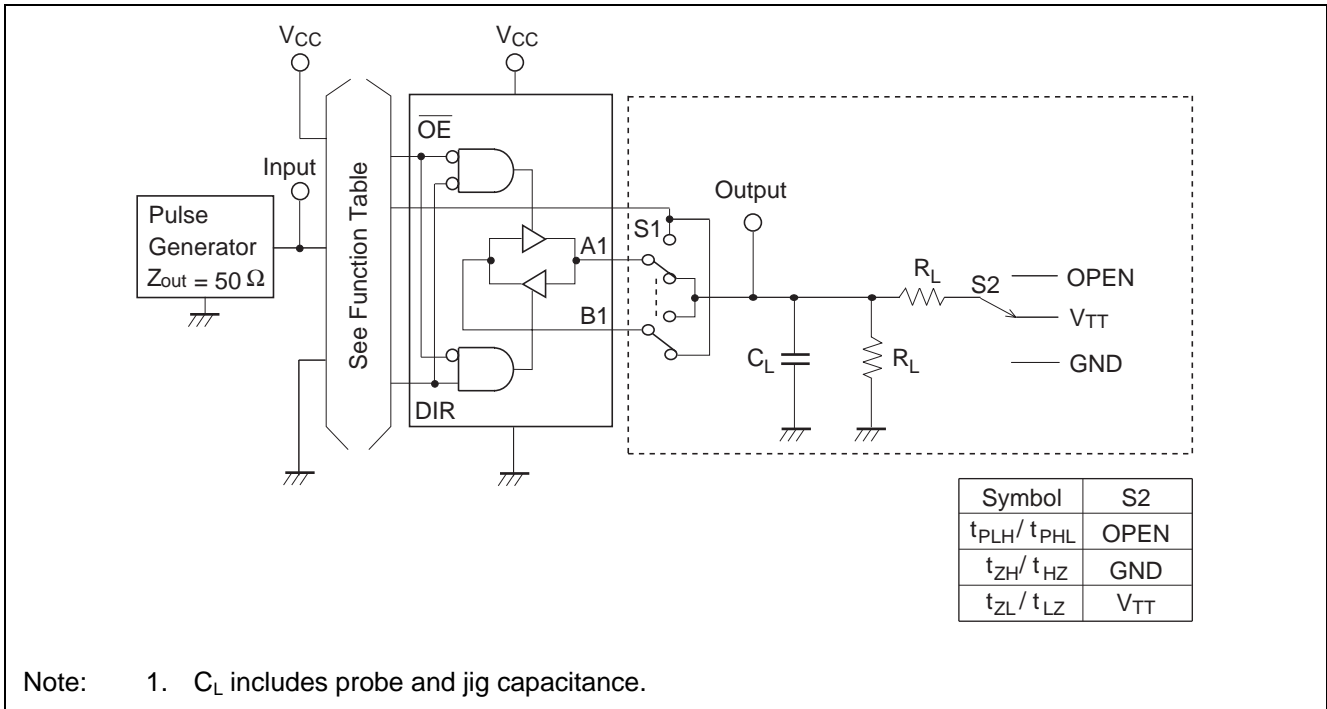 VCC
VCC
Input
Pulse
Generator
Zout = 50 Ω
See Function Table
OE
A1
B1
DIR
S1
Output
RL
S2
OPEN
VTT
GND
CL
RL
Symbol S2
tPLH/ tPHL OPEN
tZH/ tHZ GND
tZL/ tLZ VTT
Note: 1. CL includes probe and jig capacitance.